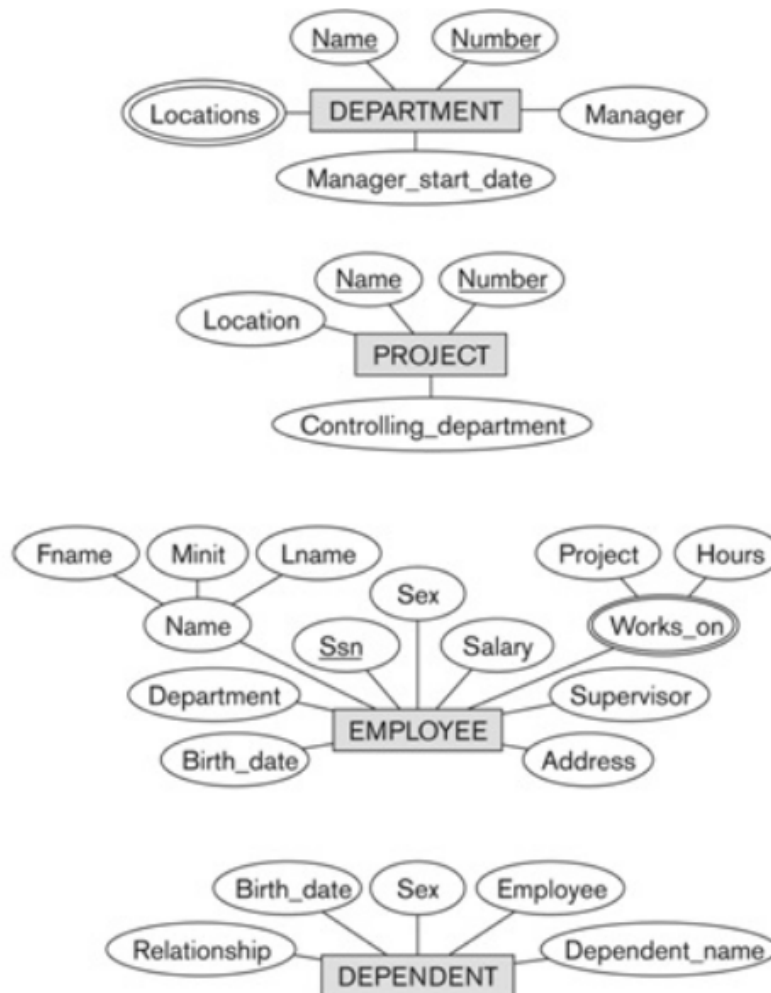 Name Number
Locations DEPARTMENT Manager
Manager_start_date
Name Number
Location
PROJECT
Controlling_department
Fname Minit Lname Project Hours
Sex
Name Works_on
Ssn Salary
Department Supervisor
EMPLOYEE
Birth_date Address
Birth_date Sex Employee
Relationship Dependent_name
DEPENDENT